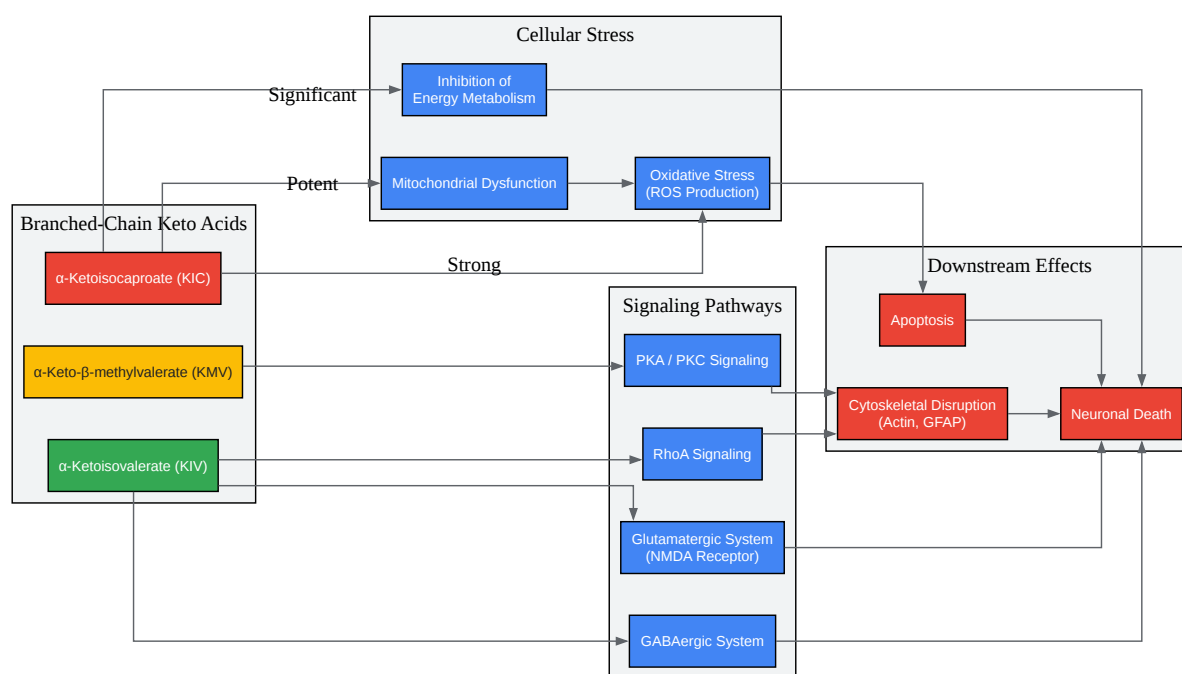 Cellular Stress
Inhibition of
Energy Metabolism
Significant
Mitochondrial Dysfunction
Oxidative Stress
(ROS Production)
Potent
Branched-Chain Keto Acids
α-Ketoisocaproate (KIC)
Strong
α-Keto-β-methylvalerate (KMV)
α-Ketoisovalerate (KIV)
Signaling Pathways
PKA / PKC Signaling
RhoA Signaling
Glutamatergic System
(NMDA Receptor)
GABAergic System
Downstream Effects
Apoptosis
Cytoskeletal Disruption
(Actin, GFAP)
Neuronal Death